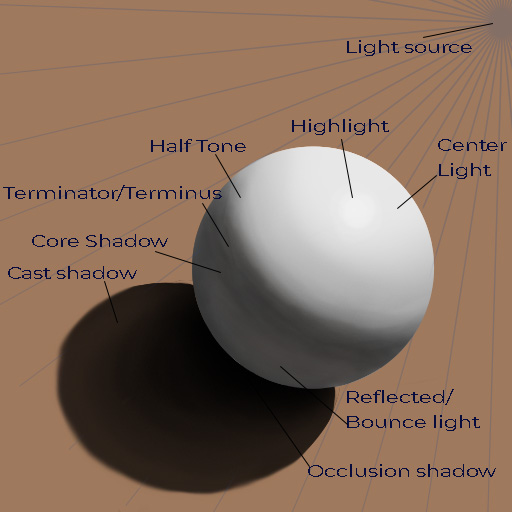 Light source
Highlight
Half Tone
Center
Light
Terminator/Terminus
Core Shadow
Cast shadow
Reflected/
Bounce light
Occlusion shadow